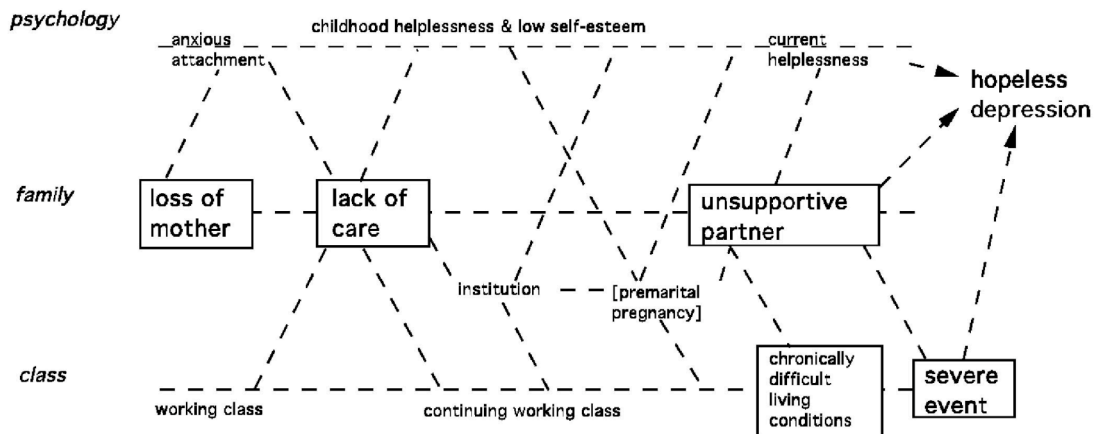 psychology
childhood helplessness & low self-esteem
anxious
attachment
current
helplessness
hopeless
depression
family
loss of
mother
lack of
care
unsupportive
partner
institution
[premarital
pregnancy]
class
working class
continuing working class
chronically
difficult
living
conditions
severe
event